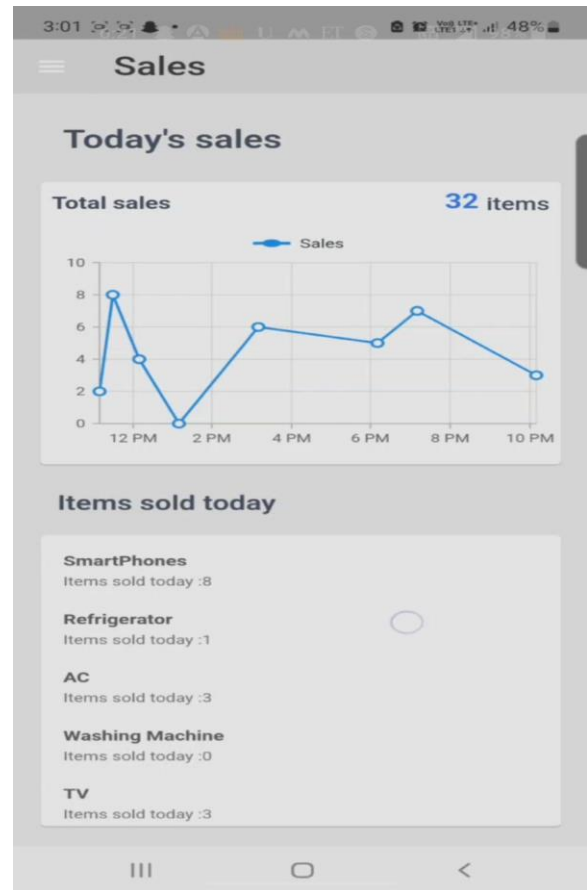 3:01 48%
Sales
Today's sales
Total sales 32 items
Sales
10
8
6
4
2
0
12 PM 2 PM 4 PM 6 PM 8 PM 10 PM
Items sold today
SmartPhones
Items sold today :8
Refrigerator
Items sold today :1
AC
Items sold today :3
Washing Machine
Items sold today :0
TV
Items sold today :3